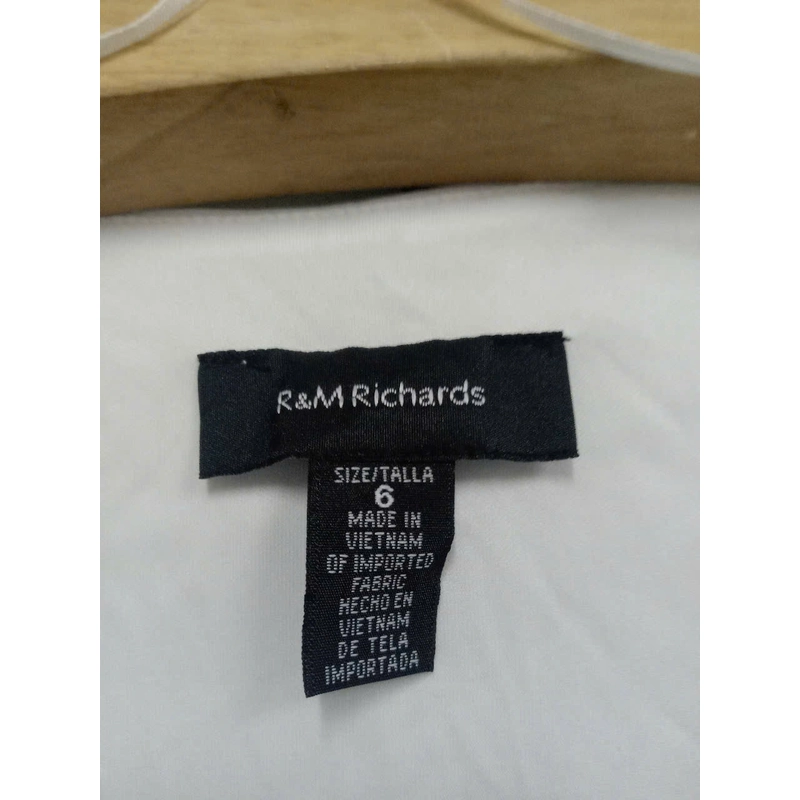 R&M Richards
SIZE/TALLA
6
MADE IN
VIETNAM
OF IMPORTED
FABRIC
HECHO EN
VIETNAM
DE TELA
IMPORTADA